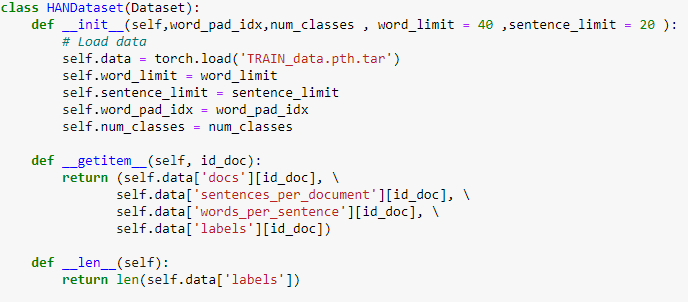 class HANDataset(Dataset):
    def __init__(self,word_pad_idx,num_classes , word_limit = 40 ,sentence_limit = 20 ):
        # Load data
        self.data = torch.load('TRAIN_data.pth.tar')
        self.word_limit = word_limit
        self.sentence_limit = sentence_limit
        self.word_pad_idx = word_pad_idx
        self.num_classes = num_classes

    def __getitem__(self, id_doc):
        return (self.data['docs'][id_doc], \
                self.data['sentences_per_document'][id_doc], \
                self.data['words_per_sentence'][id_doc], \
                self.data['labels'][id_doc])

    def __len__(self):
        return len(self.data['labels'])